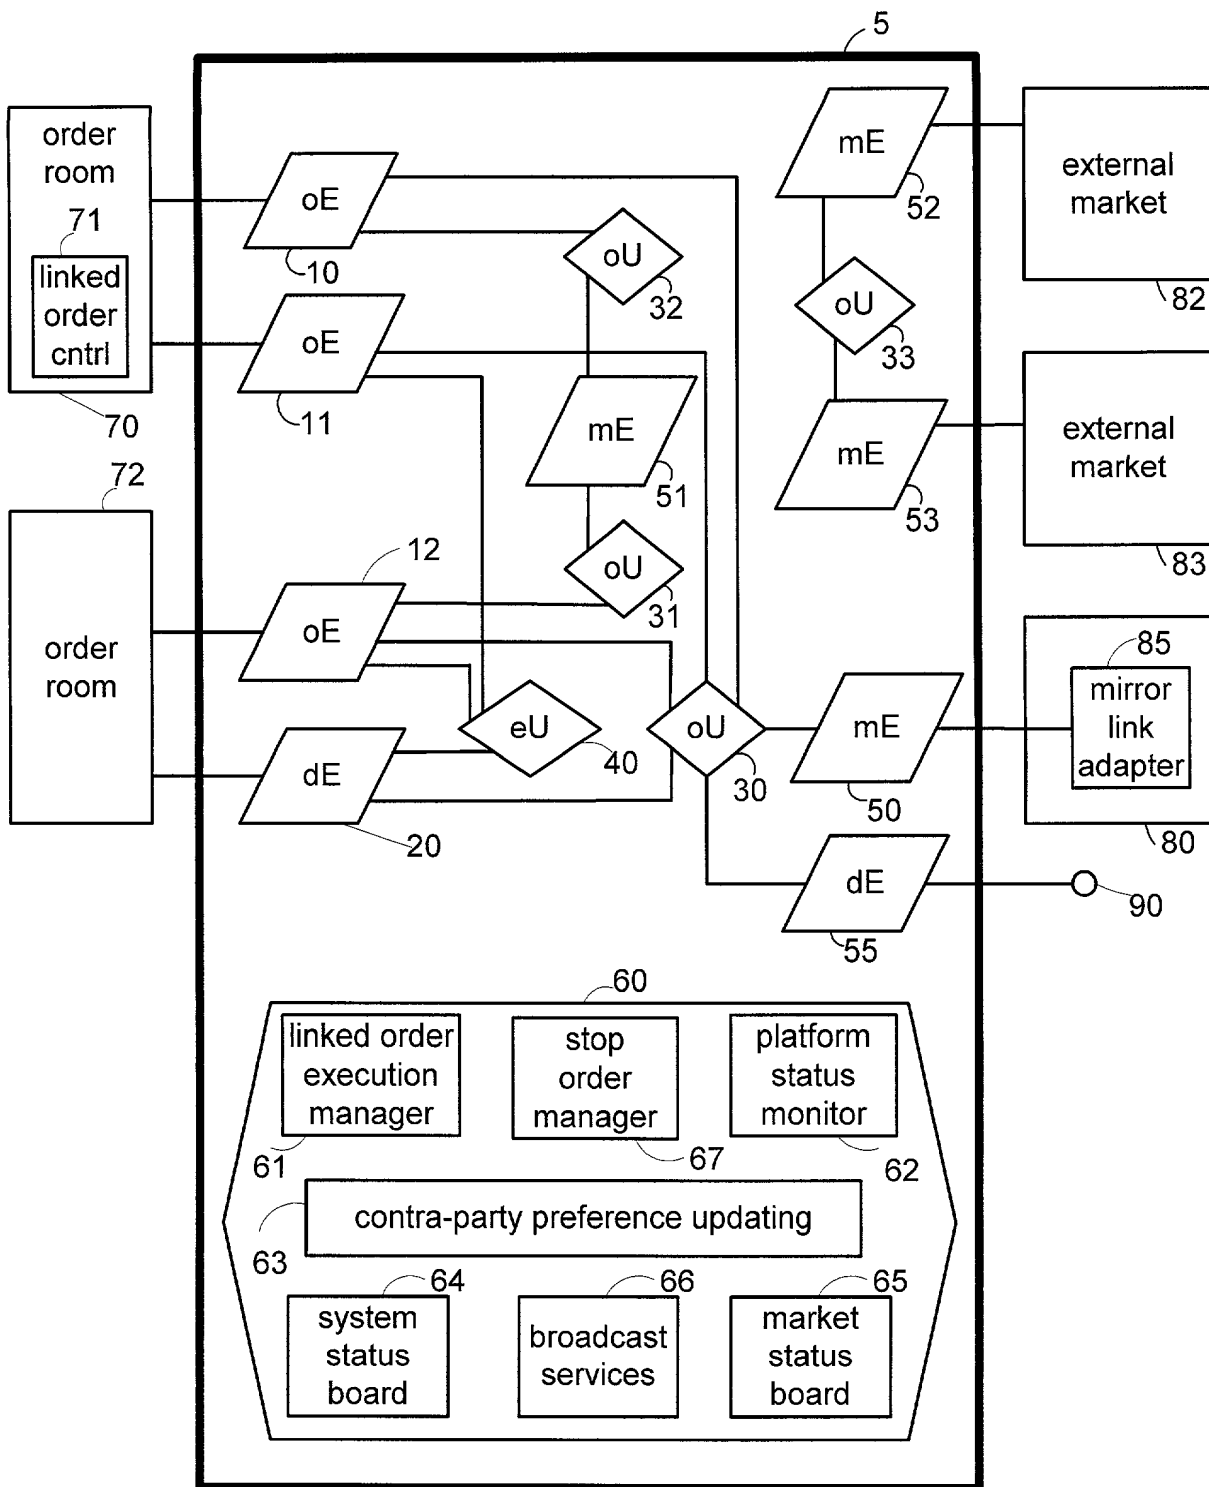 5
order
room
71
linked
order
cntrl
70
oE
10
oE
11
oU
32
mE
51
oU
31
mE
52
oU
33
mE
53
external
market
82
external
market
83
72
order
room
12
oE
dE
20
eU
40
oU
30
mE
50
85
mirror
link
adapter
80
dE
55
90
60
linked order
execution
manager
61
stop
order
manager
67
platform
status
monitor
62
contra-party preference updating
63
64
system
status
board
66
broadcast
services
65
market
status
board